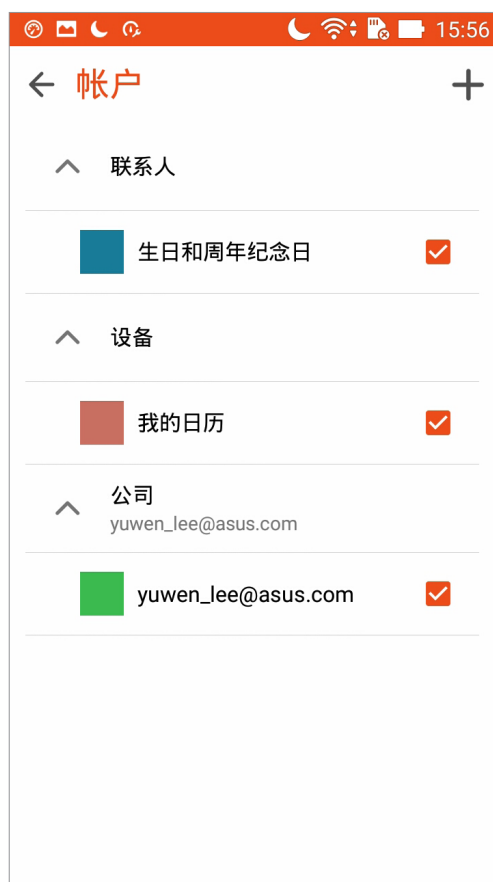 15:56
帐户
联系人
生日和周年纪念日
设备
我的日历
公司
yuwen_lee@asus.com
yuwen_lee@asus.com